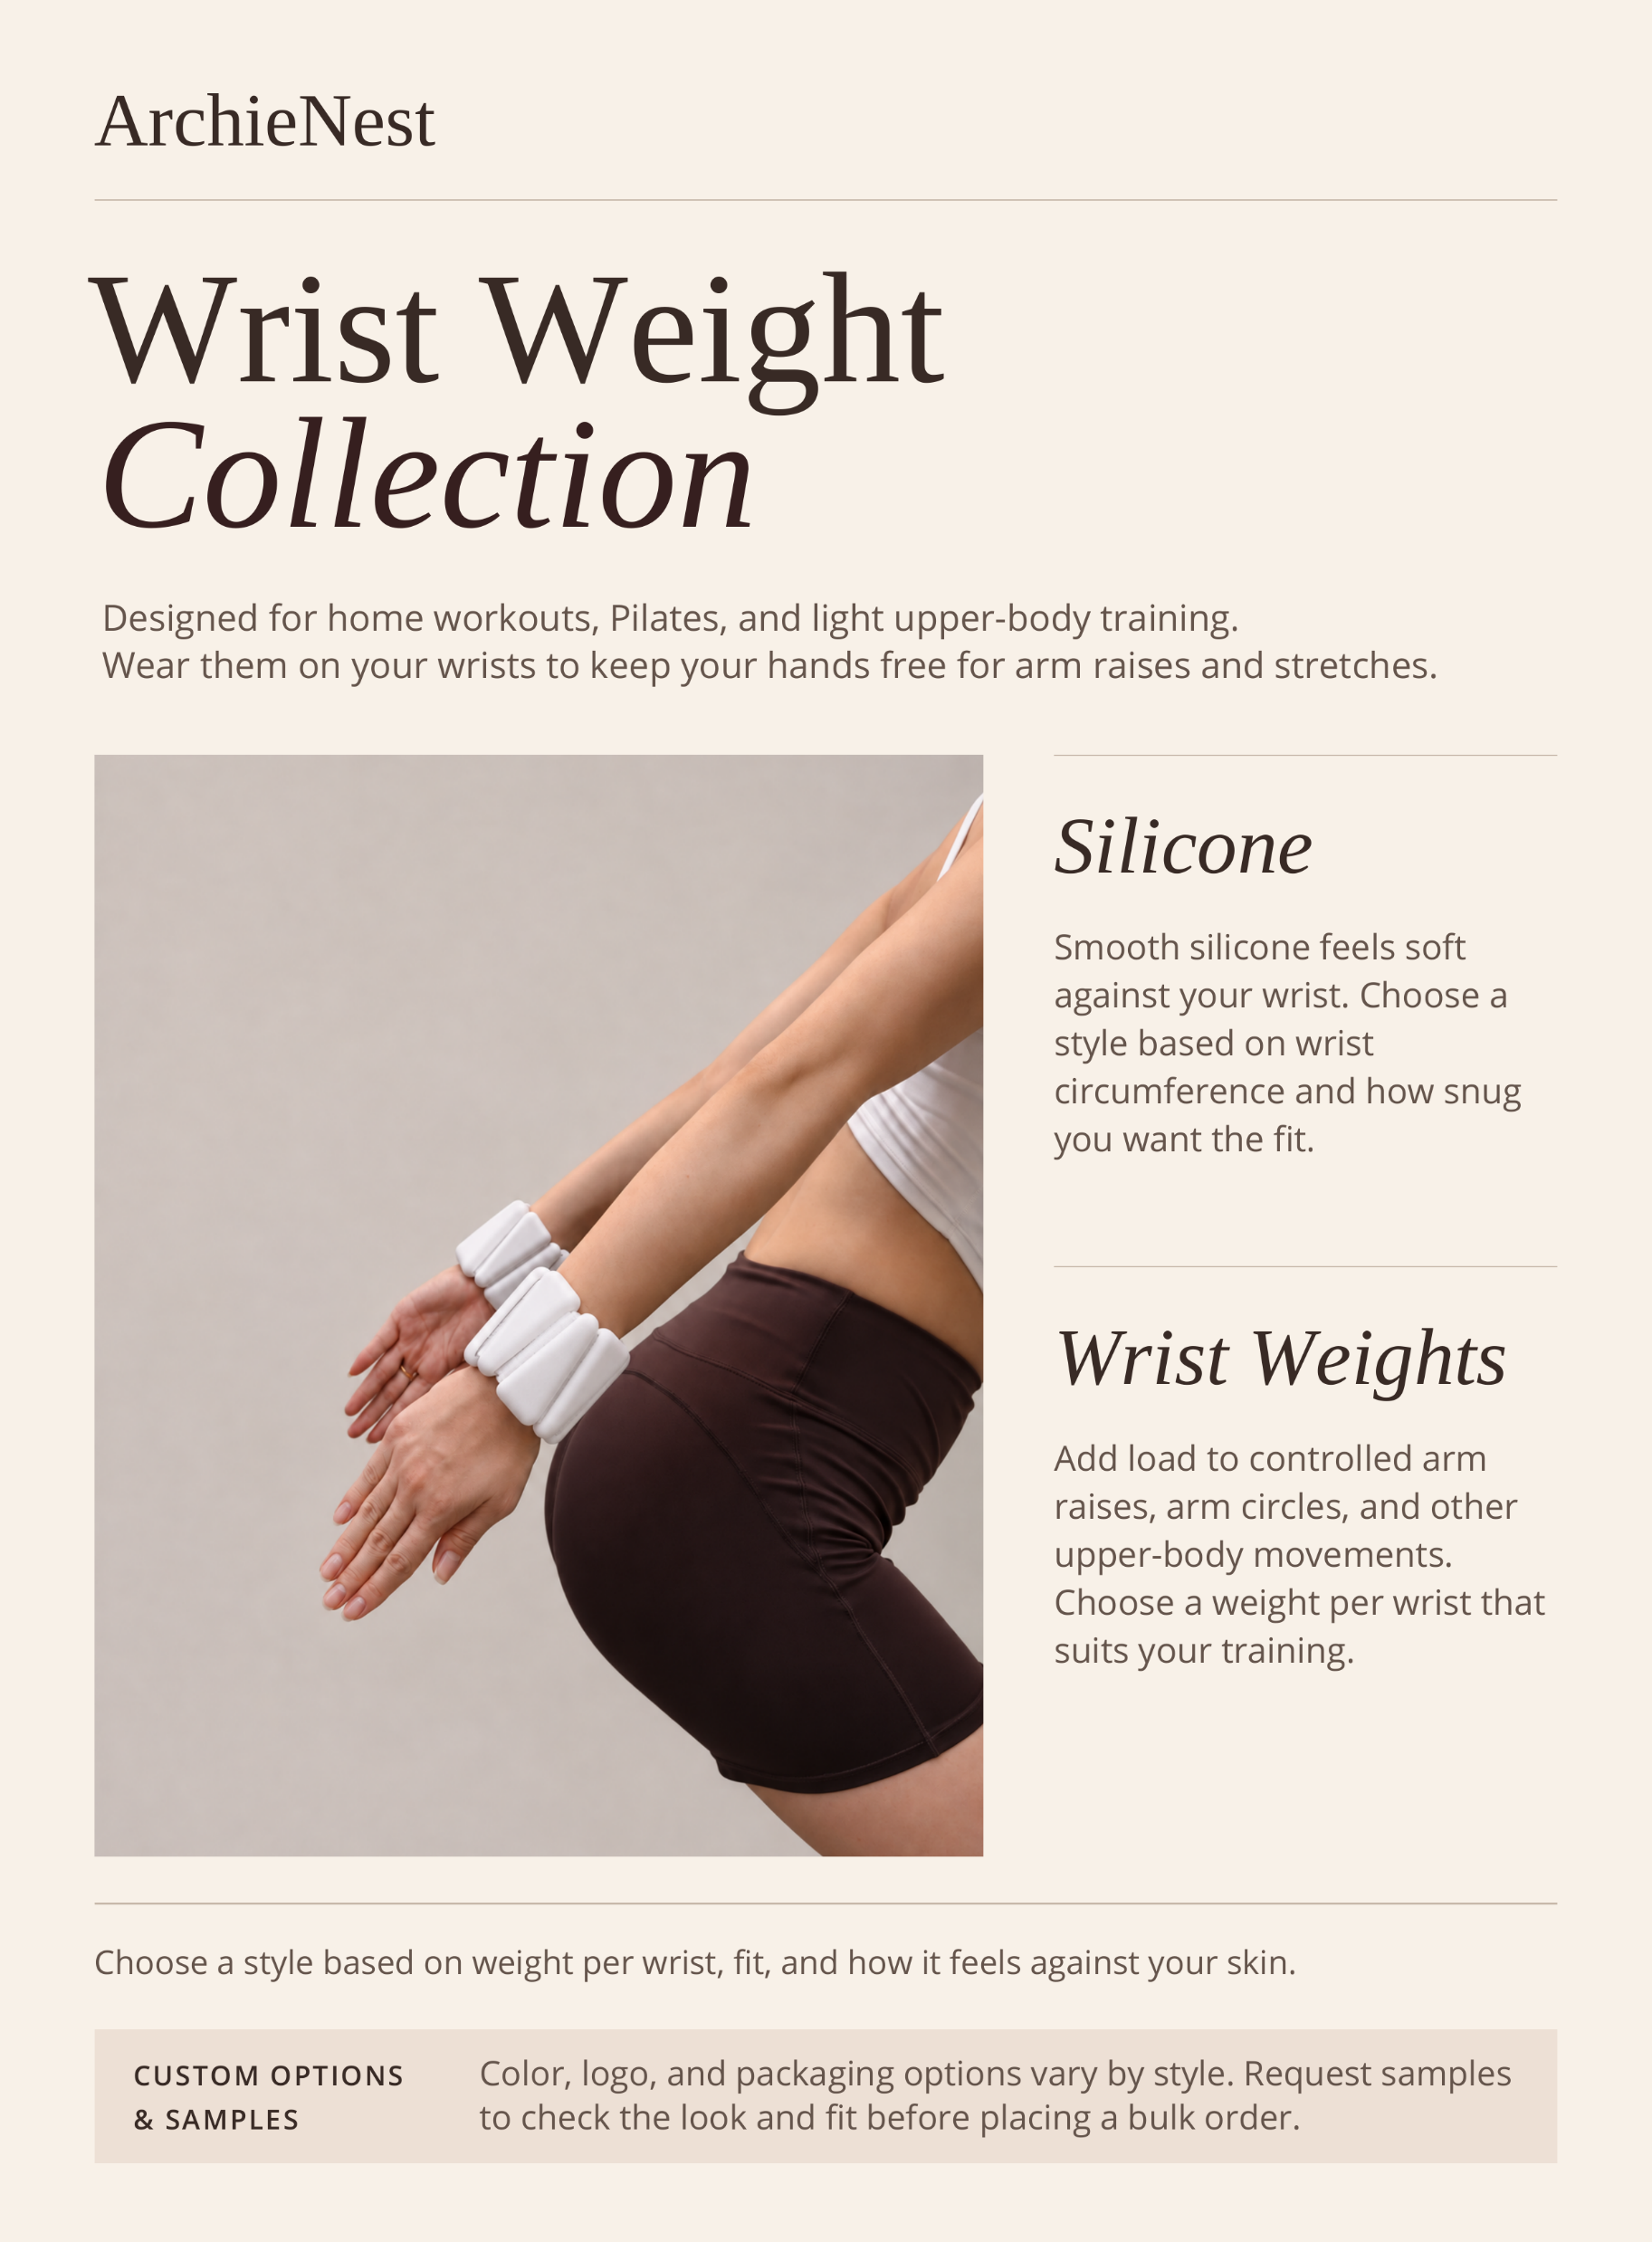 ArchieNest
Wrist Weight
Collection
Designed for home workouts, Pilates, and light upper-body training.
Wear them on your wrists to keep your hands free for arm raises and stretches.
Silicone
Smooth silicone feels soft
against your wrist. Choose a
style based on wrist
circumference and how snug
you want the fit.
Wrist Weights
Add load to controlled arm
raises, arm circles, and other
upper-body movements.
Choose a weight per wrist that
suits your training.
Choose a style based on weight per wrist, fit, and how it feels against your skin.
CUSTOM OPTIONS
& SAMPLES
Color, logo, and packaging options vary by style. Request samples
to check the look and fit before placing a bulk order.